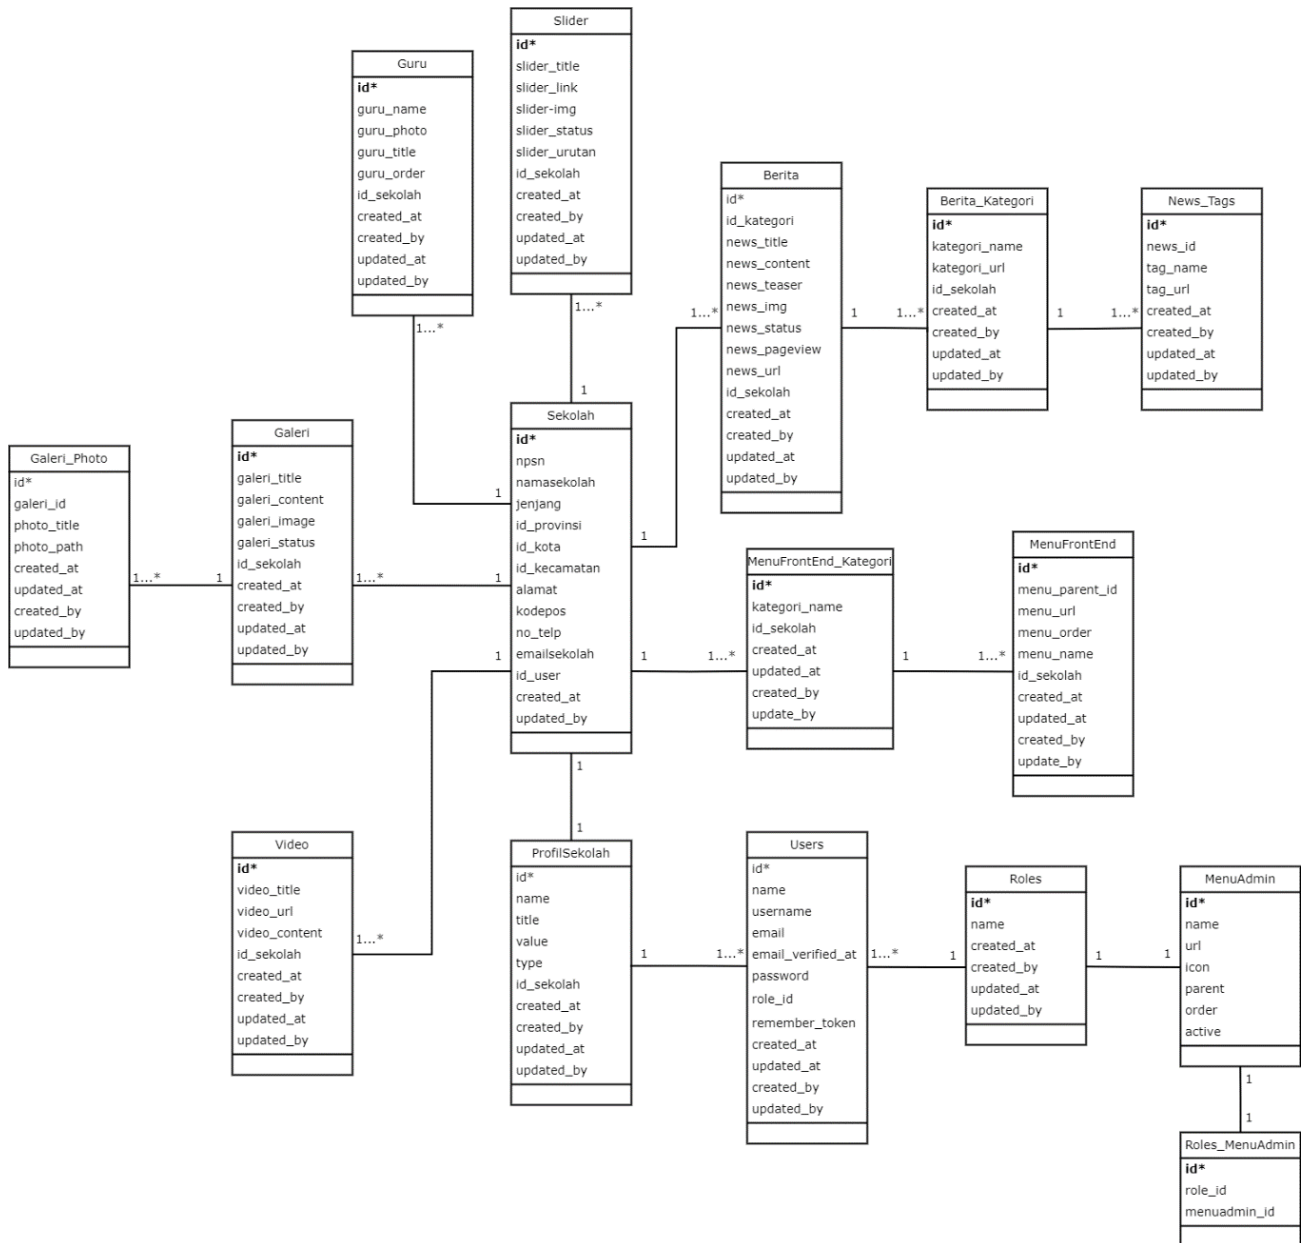 Slider
id*
slider_title
slider_link
slider-img
slider_status
slider_urutan
id_sekolah
created_at
created_by
updated_at
updated_by
1...*
1
Guru
id*
guru_name
guru_photo
guru_title
guru_order
id_sekolah
created_at
created_by
updated_at
updated_by
1...*
1
Berita
id*
id_kategori
news_title
news_content
news_teaser
news_img
news_status
news_pageview
news_url
id_sekolah
created_at
created_by
updated_at
updated_by
1...*
1
1
1...*
Berita_Kategori
id*
kategori_name
kategori_url
id_sekolah
created_at
created_by
updated_at
updated_by
1
1...*
News_Tags
id*
news_id
tag_name
tag_url
created_at
created_by
updated_at
updated_by
Galeri_Photo
id*
galeri_id
photo_title
photo_path
created_at
updated_at
created_by
updated_by
1...*
1
Galeri
id*
galeri_title
galeri_content
galeri_image
galeri_status
id_sekolah
created_at
created_by
updated_at
updated_by
1...*
1
Sekolah
id*
npsn
namasekolah
jenjang
id_provinsi
id_kota
id_kecamatan
alamat
kodepos
no_telp
emailsekolah
id_user
created_at
updated_by
1
1...*
MenuFrontEnd_Kategori
id*
kategori_name
id_sekolah
created_at
updated_at
created_by
update_by
1
1...*
MenuFrontEnd
id*
menu_parent_id
menu_url
menu_order
menu_name
id_sekolah
created_at
updated_at
created_by
update_by
1
1...*
Video
id*
video_title
video_url
video_content
id_sekolah
created_at
created_by
updated_at
updated_by
1
1
ProfilSekolah
id*
name
title
value
type
id_sekolah
created_at
created_by
updated_at
updated_by
1
1...*
Users
id*
name
username
email
email_verified_at
password
role_id
remember_token
created_at
updated_at
created_by
updated_by
1...*
1
Roles
id*
name
created_at
created_by
updated_at
updated_by
1
1
MenuAdmin
id*
name
url
icon
parent
order
active
1
1
Roles_MenuAdmin
id*
role_id
menuadmin_id